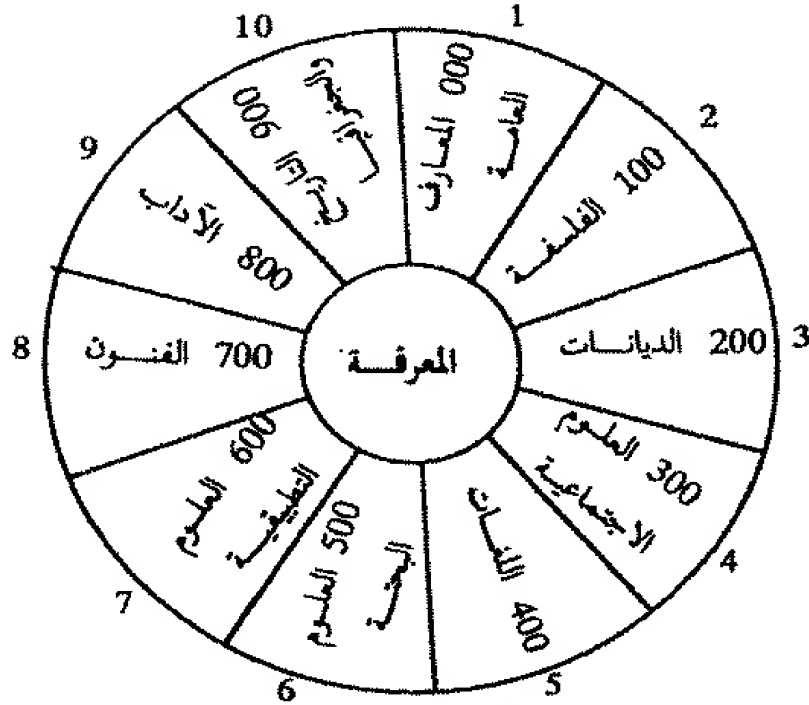 1
000 المعارف
العامة
2
100 الفلسفة
3
200 الديانات
4
300 العلوم
الاجتماعية
5
400 اللغات
6
500 العلوم
البحتة
7
600 العلوم
التطبيقية
8
700 الفنون
9
800 الآداب
10
900 التاريخ
والجغرافيا
المعرفة